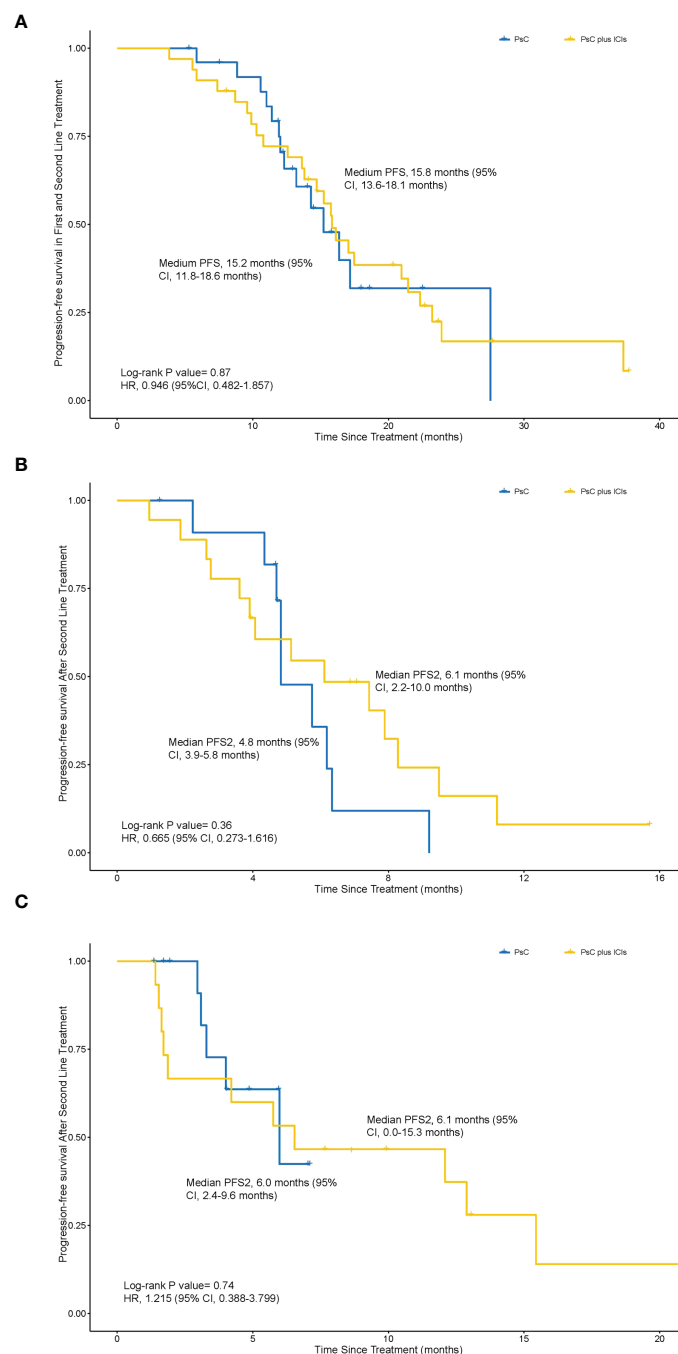 A
PsC
PsC plus ICIs
1.00
0.75
0.50
0.25
0.00
Progression-free survival in First and Second Line Treatment
Medium PFS, 15.8 months (95%
CI, 13.6-18.1 months)
Medium PFS, 15.2 months (95%
CI, 11.8-18.6 months)
Log-rank P value= 0.87
HR, 0.946 (95%CI, 0.482-1.857)
0
10
20
30
40
Time Since Treatment (months)
B
PsC
PsC plus ICIs
1.00
0.75
0.50
0.25
0.00
Progression-free survival After Second Line Treatment
Median PFS2, 6.1 months (95%
CI, 2.2-10.0 months)
Median PFS2, 4.8 months (95%
CI, 3.9-5.8 months)
Log-rank P value= 0.36
HR, 0.665 (95% CI, 0.273-1.616)
0
4
8
12
16
Time Since Treatment (months)
C
PsC
PsC plus ICIs
1.00
0.75
0.50
0.25
0.00
Progression-free survival After Second Line Treatment
Median PFS2, 6.1 months (95%
CI, 0.0-15.3 months)
Median PFS2, 6.0 months (95%
CI, 2.4-9.6 months)
Log-rank P value= 0.74
HR, 1.215 (95% CI, 0.388-3.799)
0
5
10
15
20
Time Since Treatment (months)